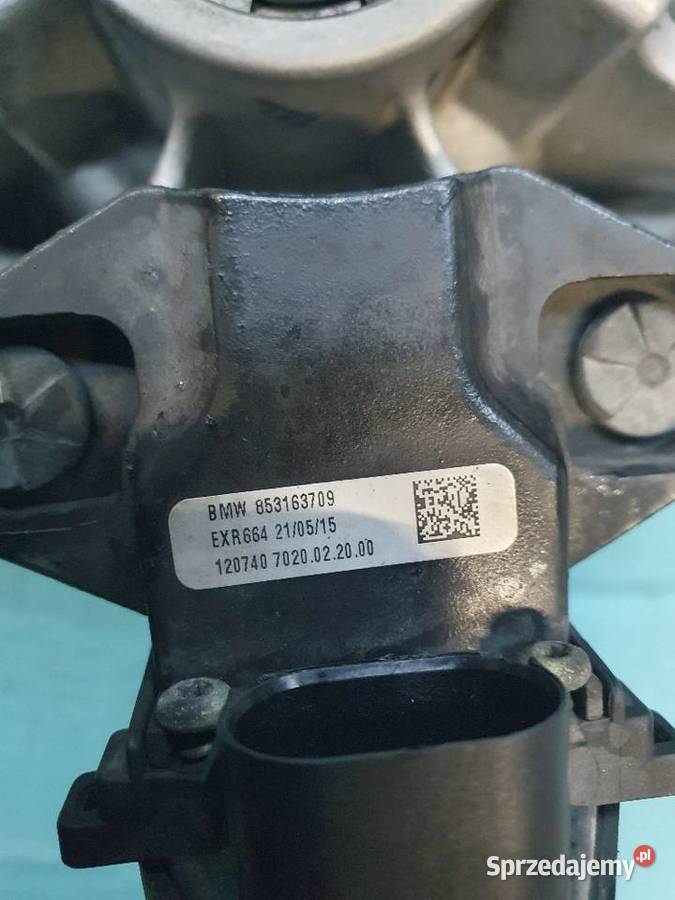 BMW 853163709
EXR664 21/05/15
120740 7020.02.20.00
Sprzedajemy.pl